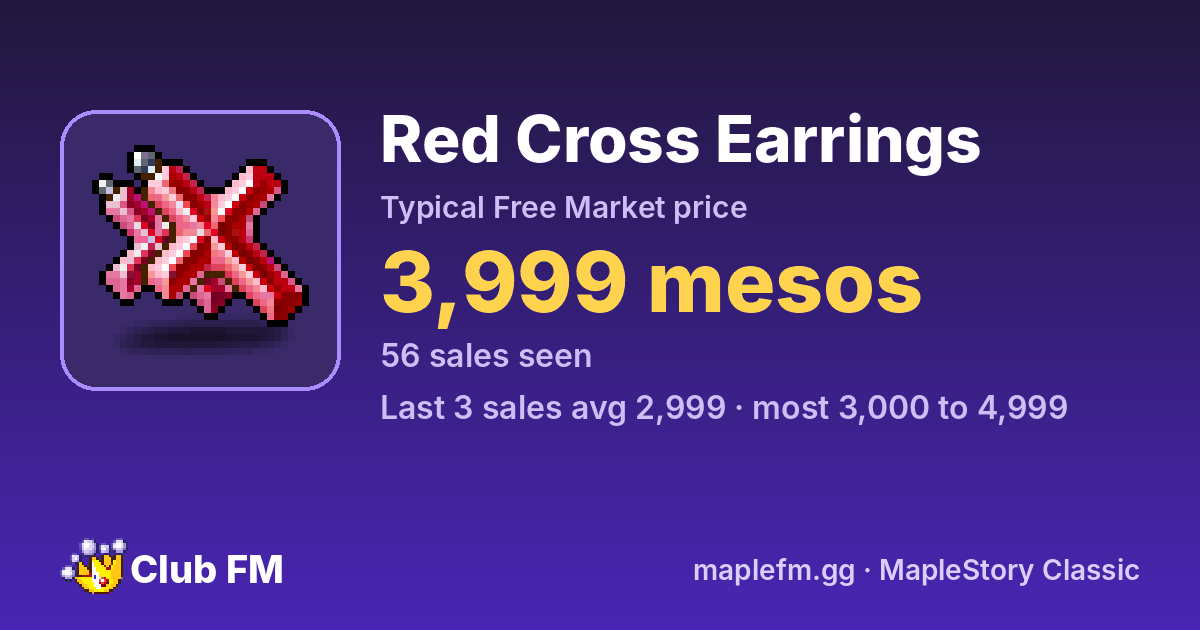 Red Cross Earrings
Typical Free Market price
3,999 mesos
56 sales seen
Last 3 sales avg 2,999 · most 3,000 to 4,999
Club FM
maplefm.gg · MapleStory Classic